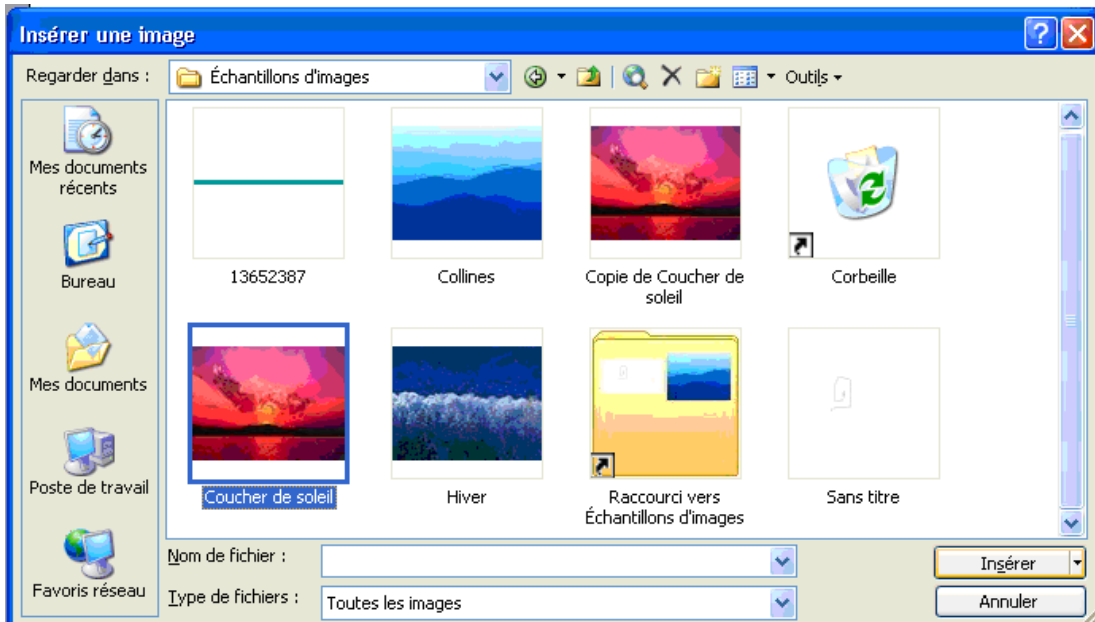 Insérer une image
Regarder dans :
Échantillons d'images
Outils
Mes documents
récents
Bureau
Mes documents
Poste de travail
Favoris réseau
13652387
Collines
Copie de Coucher de
soleil
Corbeille
Coucher de soleil
Hiver
Raccourci vers
Échantillons d'images
Sans titre
Nom de fichier :
Insérer
Type de fichiers :
Toutes les images
Annuler